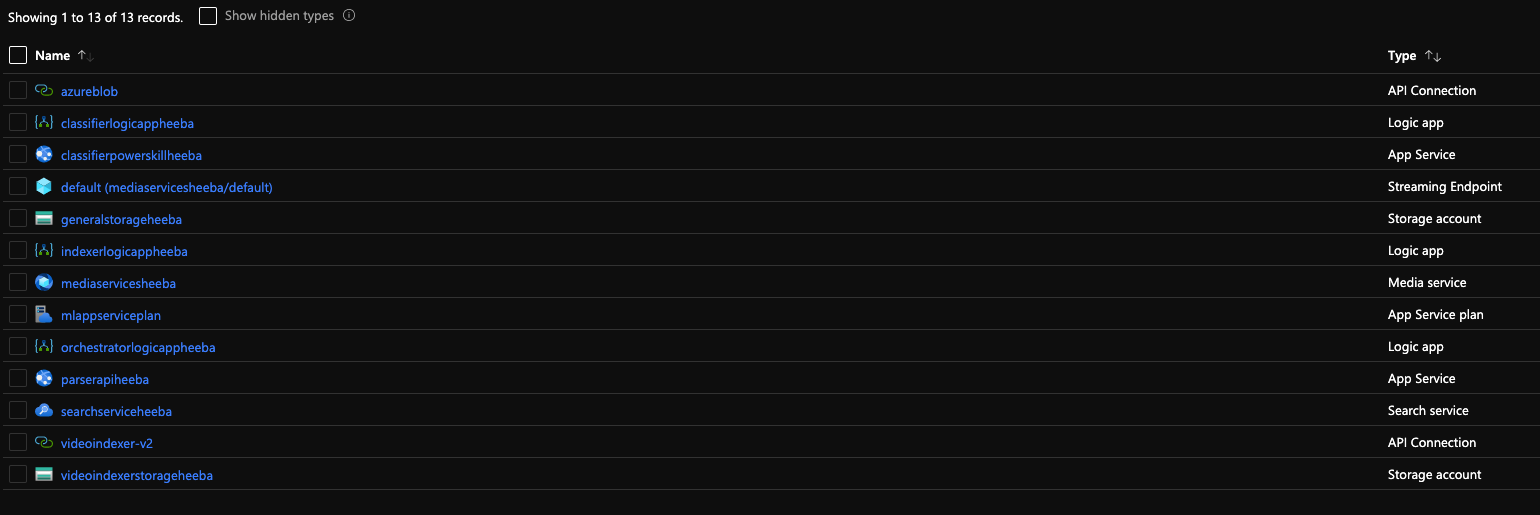 Showing 1 to 13 of 13 records. Show hidden types
Name Type
azureblob API Connection
classifierlogicappheeba Logic app
classifierpowerskillheeba App Service
default (mediaservicesheeba/default) Streaming Endpoint
generalstorageheeba Storage account
indexerlogicappheeba Logic app
mediaservicesheeba Media service
mlappserviceplan App Service plan
orchestratorlogicappheeba Logic app
parserapiheeba App Service
searchserviceheeba Search service
videoindexer-v2 API Connection
videoindexerstorageheeba Storage account